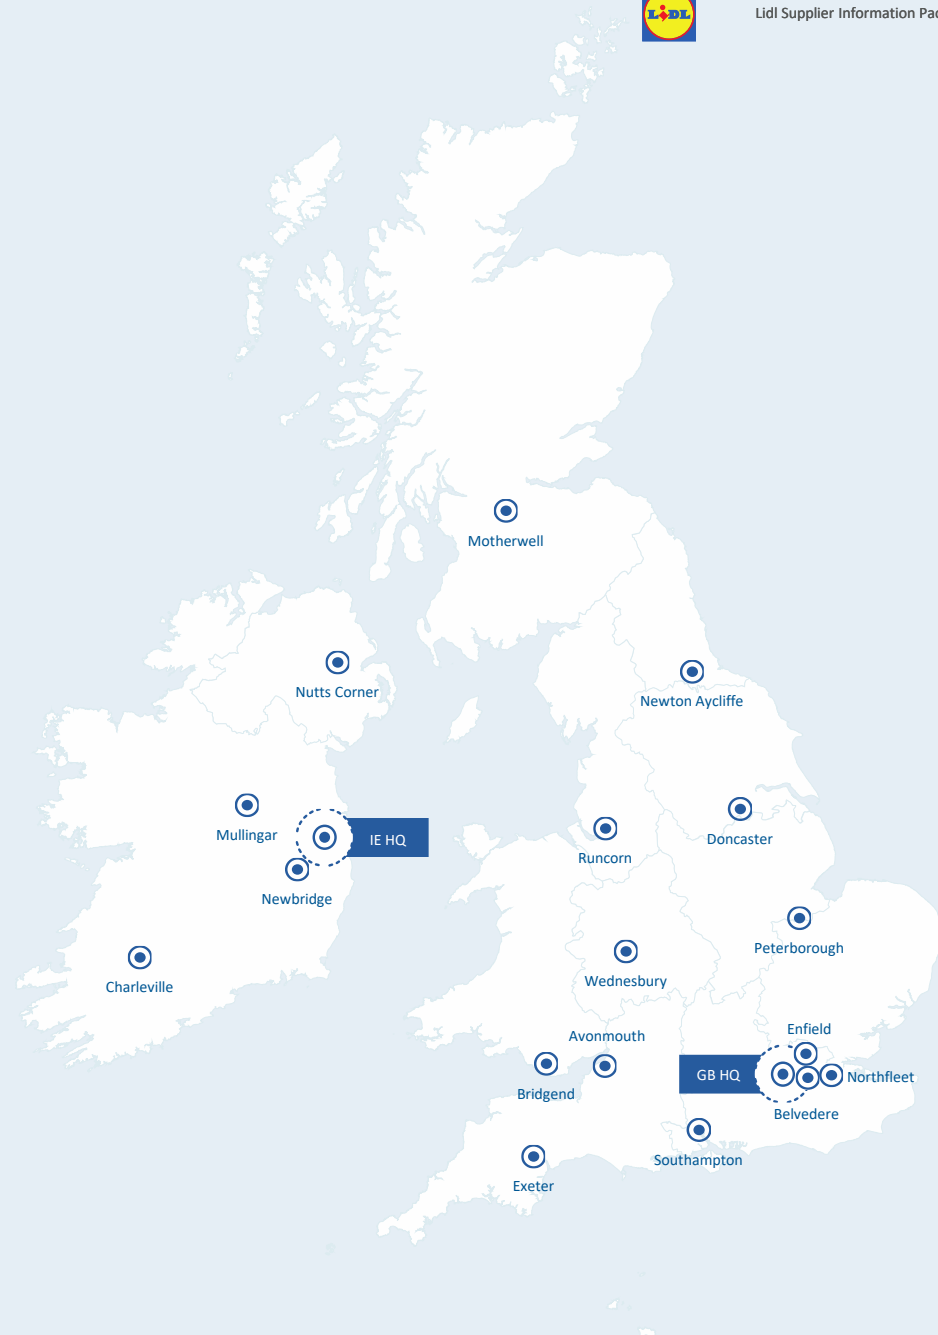 LiDL
Lidl Supplier Information Pac
Motherwell
Nutts Corner
Newton Aycliffe
Mullingar
IE HQ
Runcorn
Doncaster
Newbridge
Peterborough
Charleville
Wednesbury
Enfield
Avonmouth
GB HQ
Northfleet
Bridgend
Belvedere
Southampton
Exeter